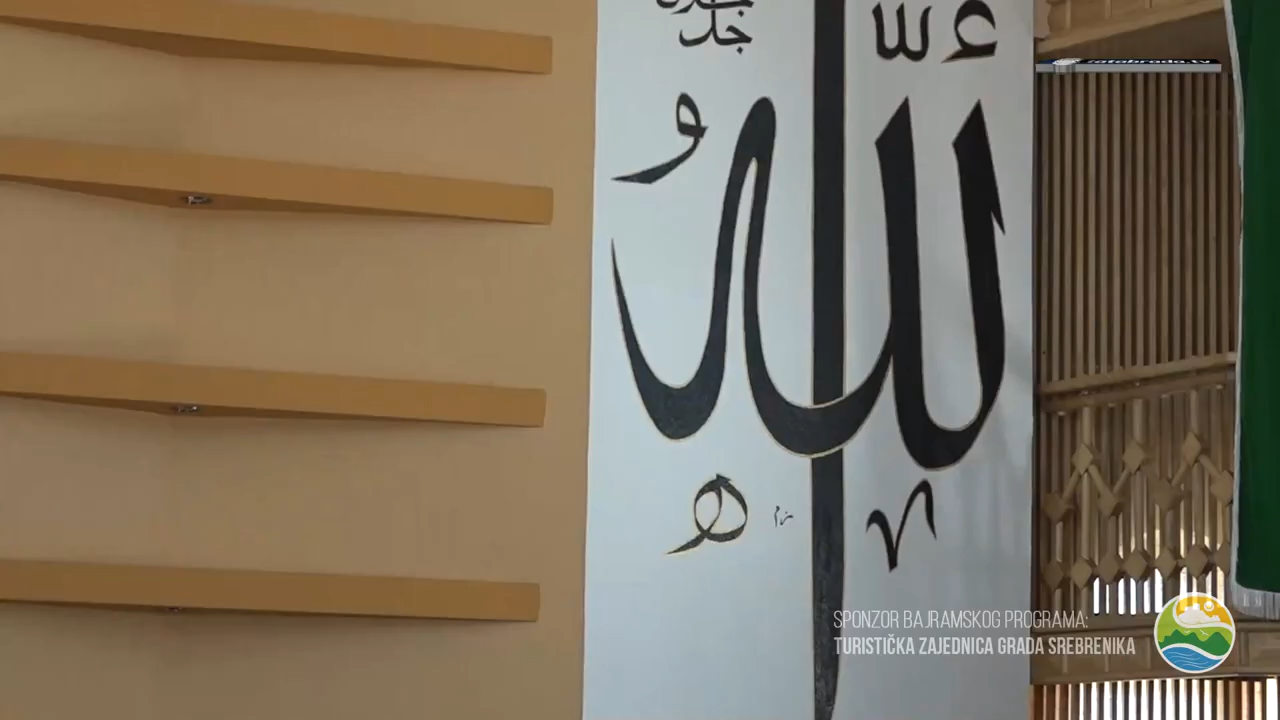 جل جلاله
الله
SPONZOR BAJRAMSKOG PROGRAMA:
TURISTIČKA ZAJEDNICA GRADA SREBRENIKA